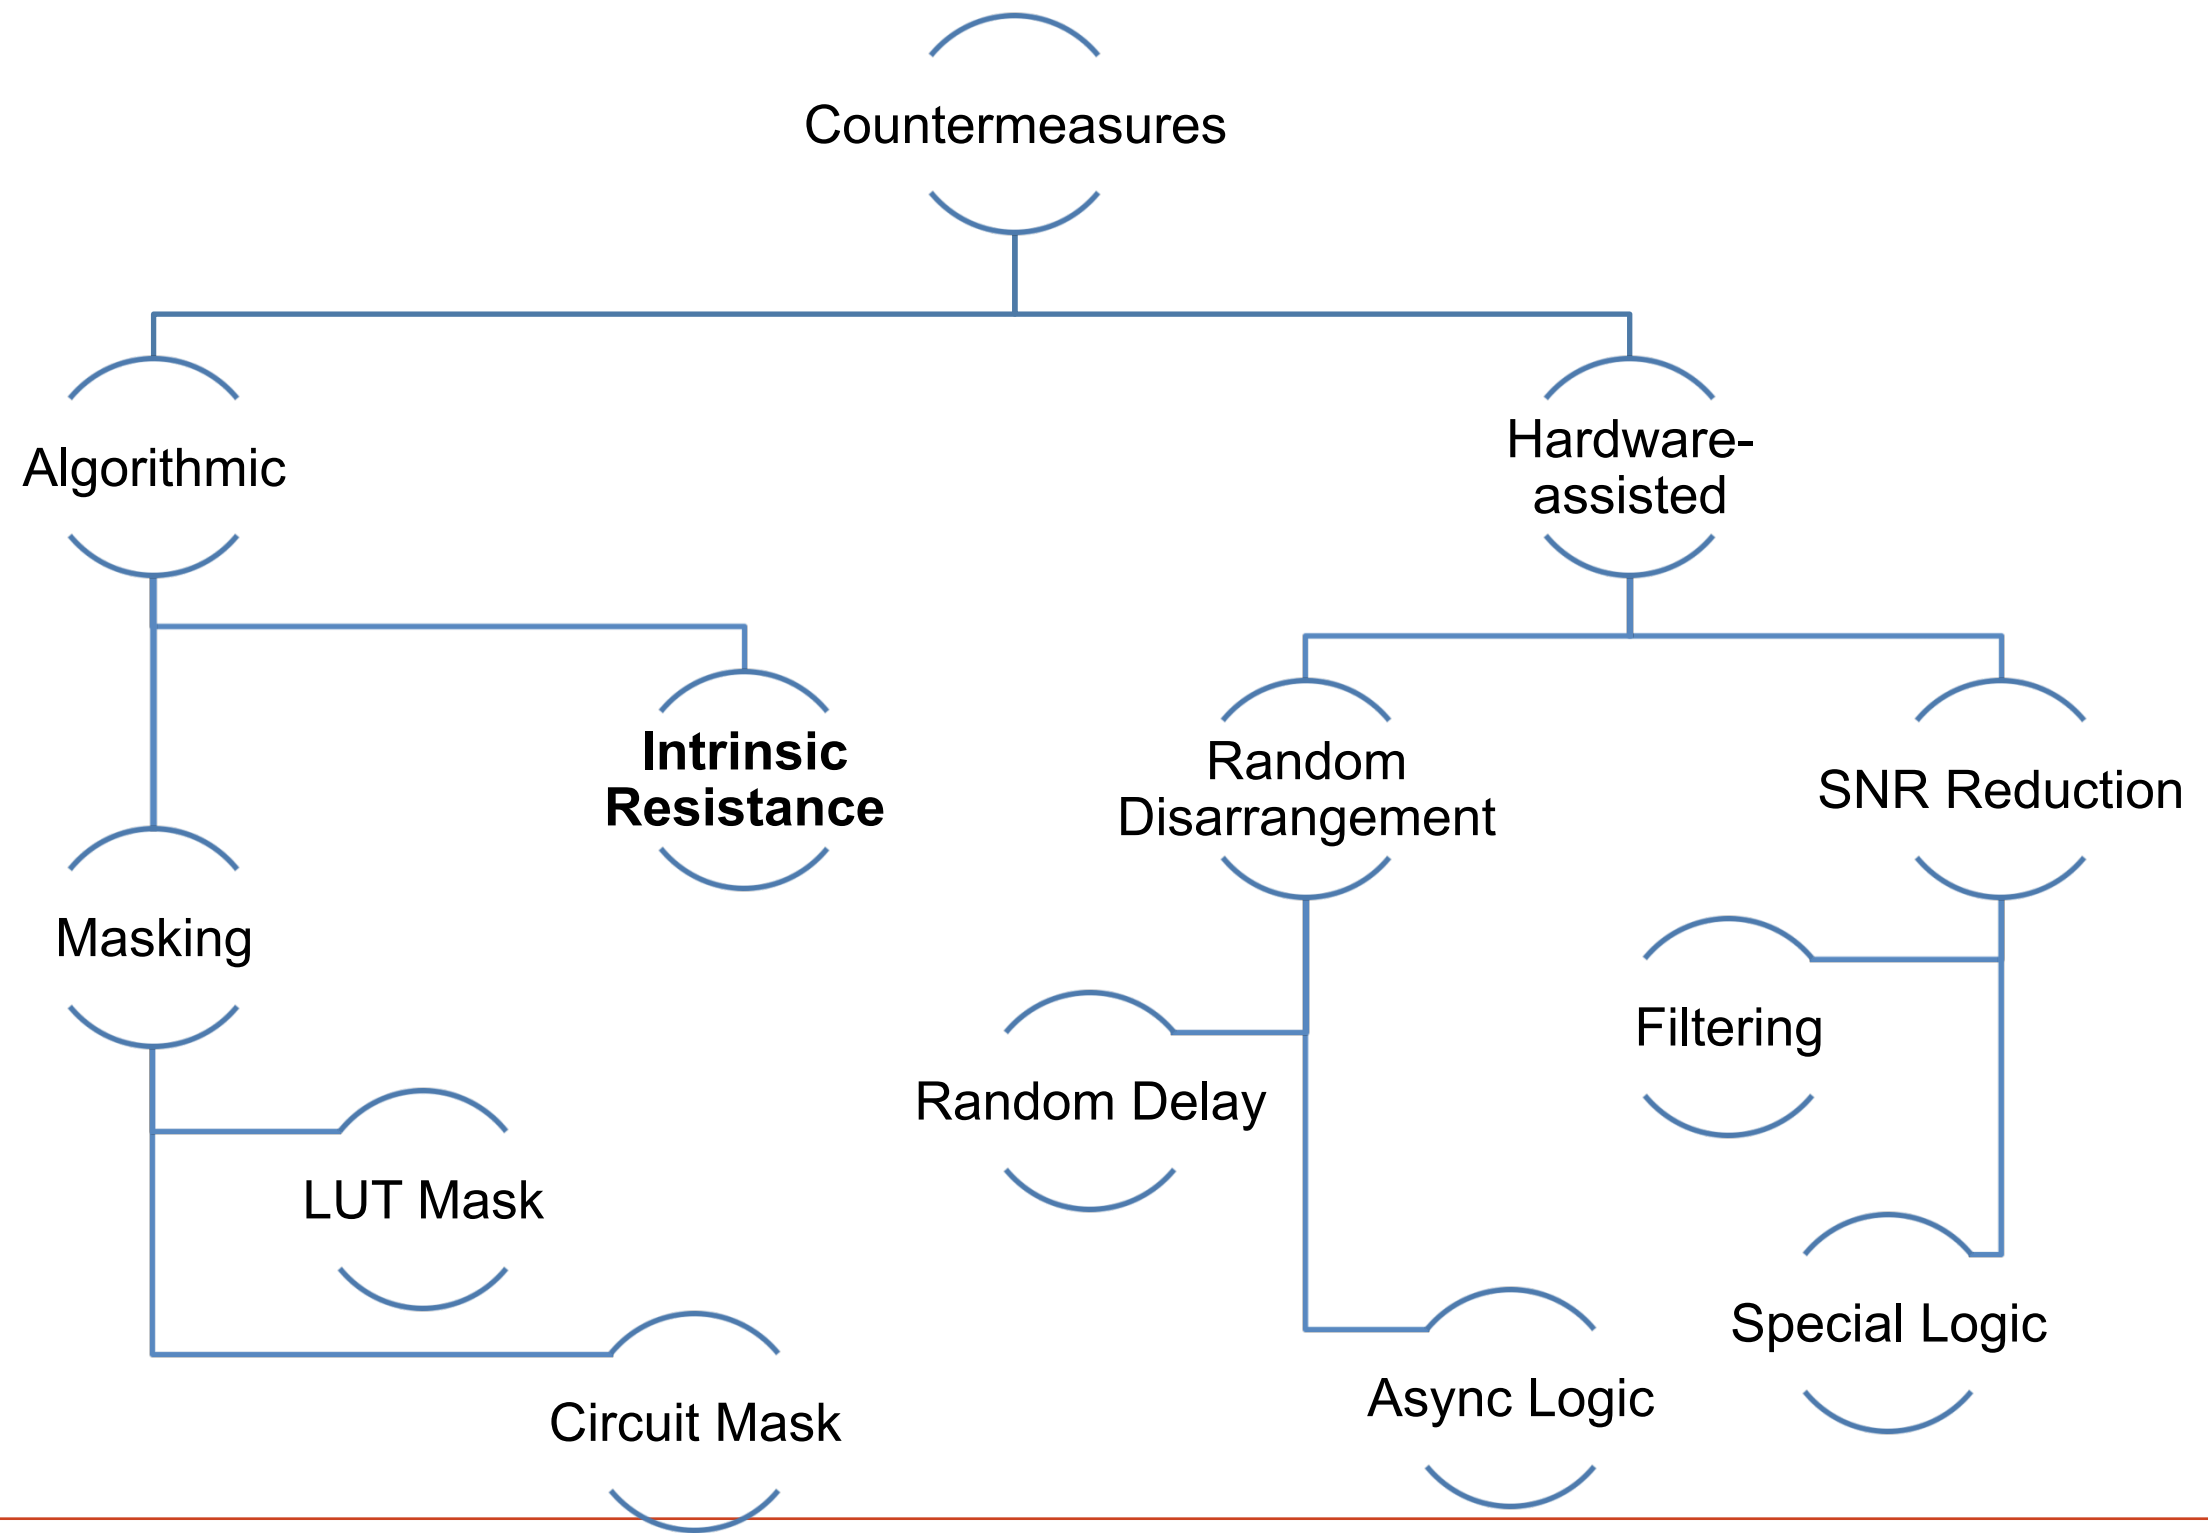 Countermeasures
Algorithmic
Hardware-
assisted
Intrinsic
Resistance
Random
Disarrangement
SNR Reduction
Masking
Filtering
Random Delay
LUT Mask
Special Logic
Async Logic
Circuit Mask